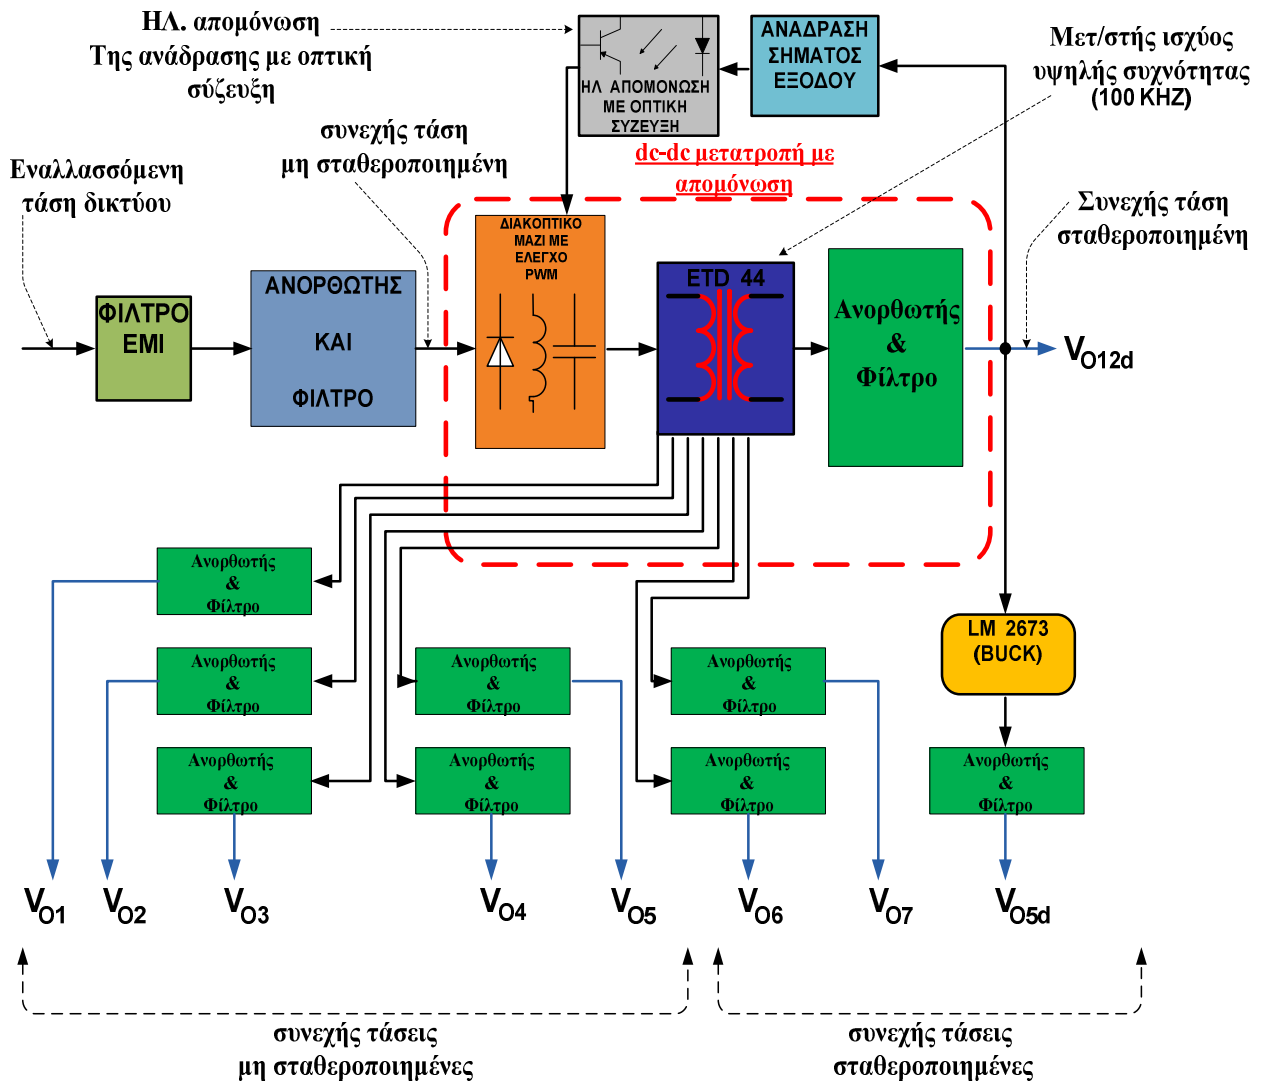 ΗΛ. απομόνωση
Της ανάδρασης με οπτική
σύζευξη
ΗΛ ΑΠΟΜΟΝΩΣΗ
ΜΕ ΟΠΤΙΚΗ
ΣΥΖΕΥΞΗ
ΑΝΑΔΡΑΣΗ
ΣΗΜΑΤΟΣ
ΕΞΟΔΟΥ
Μετ/στής ισχύος
υψηλής συχνότητας
(100 KHZ)
συνεχής τάση
μη σταθεροποιημένη
dc-dc μετατροπή με
απομόνωση
Εναλλασσόμενη
τάση δικτύου
Συνεχής τάση
σταθεροποιημένη
ΦΙΛΤΡΟ
EMI
ΑΝΟΡΘΩΤΗΣ
ΚΑΙ
ΦΙΛΤΡΟ
ΔΙΑΚΟΠΤΙΚΟ
ΜΑΖΙ ΜΕ
ΕΛΕΓΧΟ
PWM
ETD 44
Ανορθωτής
&
Φίλτρο
VO12d
Ανορθωτής
&
Φίλτρο
LM 2673
(BUCK)
Ανορθωτής
&
Φίλτρο
Ανορθωτής
&
Φίλτρο
Ανορθωτής
&
Φίλτρο
Ανορθωτής
&
Φίλτρο
Ανορθωτής
&
Φίλτρο
Ανορθωτής
&
Φίλτρο
Ανορθωτής
&
Φίλτρο
VO1
VO2
VO3
VO4
VO5
VO6
VO7
VO5d
συνεχής τάσεις
μη σταθεροποιημένες
συνεχής τάσεις
σταθεροποιημένες